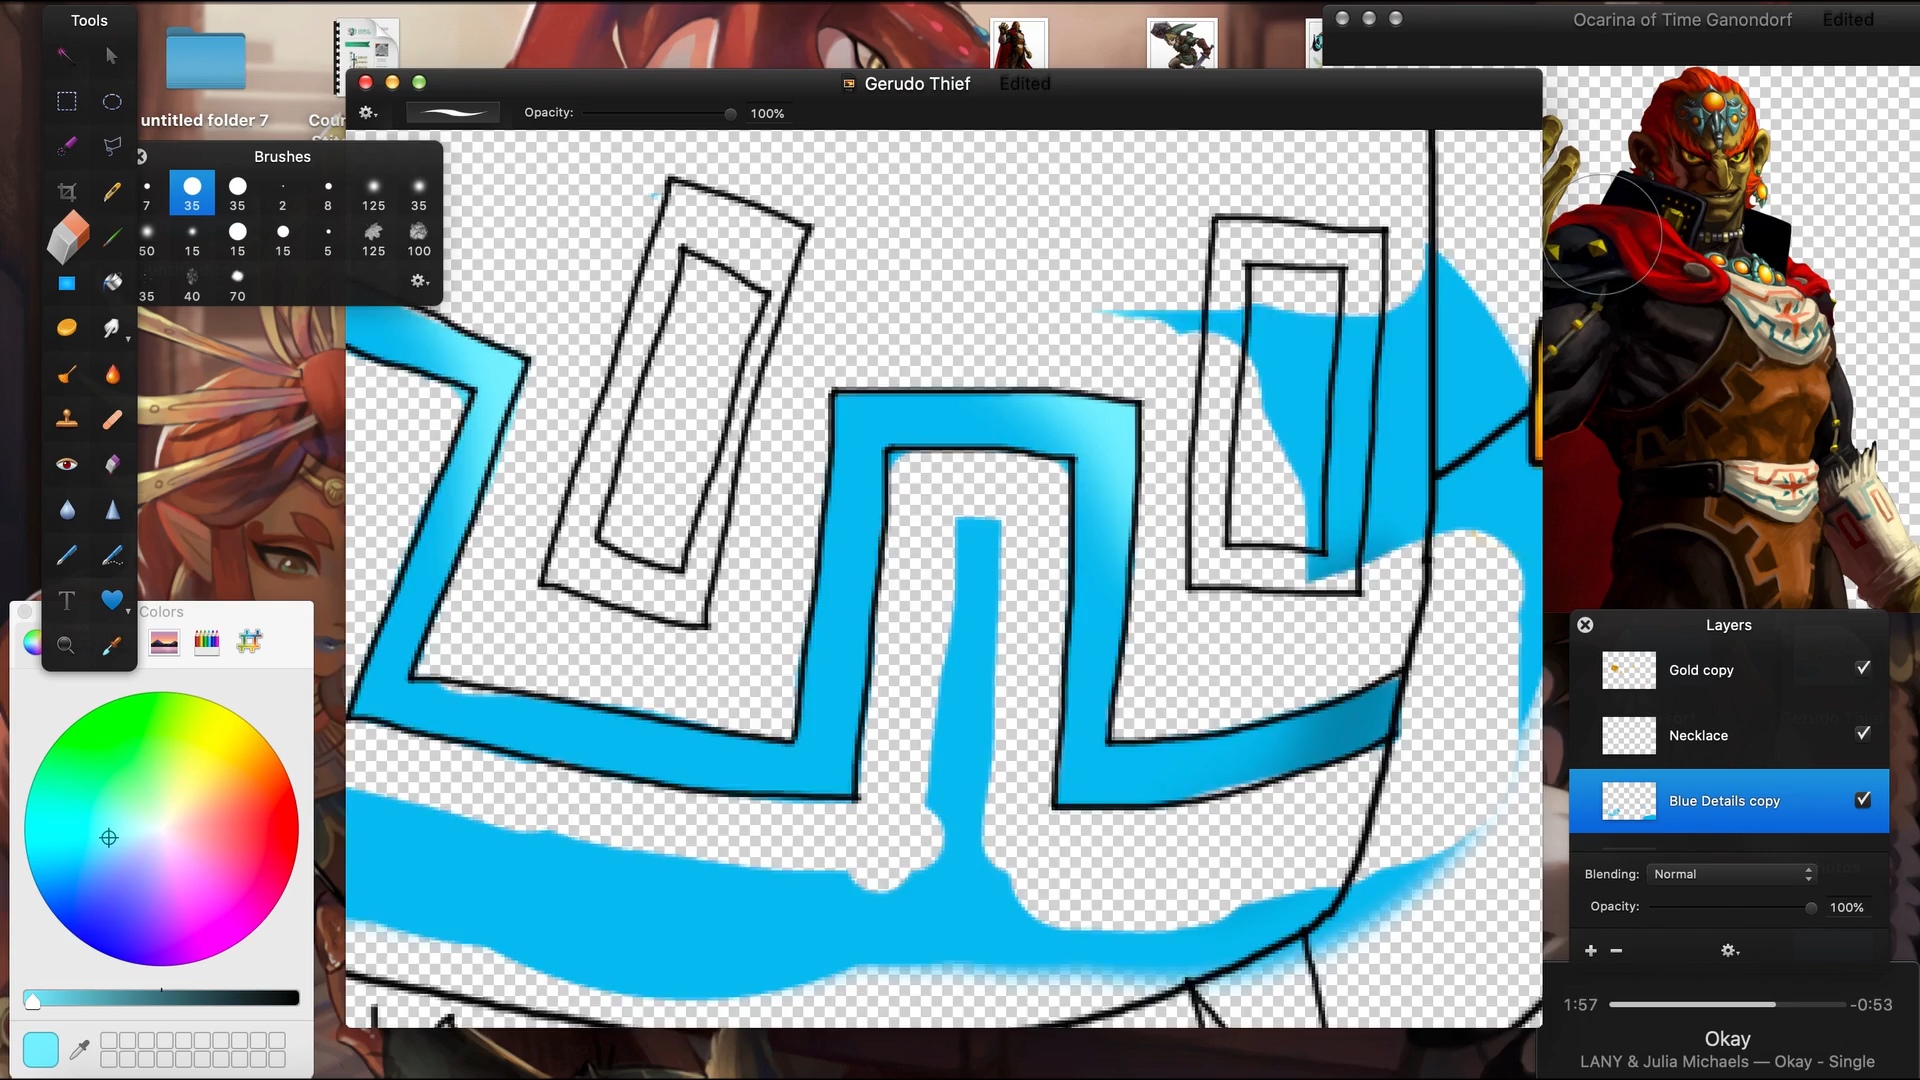 Tools
Ocarina of Time Ganondorf Edited
Gerudo Thief Edited
untitled folder 7
Opacity: 100%
Brushes
7 35 35 2 8 125 35
50 15 15 15 5 125 100
35 40 70
T
Colors
Layers
Gold copy
Necklace
Blue Details copy
Blending: Normal
Opacity: 100%
1:57 -0:53
Okay
LANY & Julia Michaels — Okay - Single